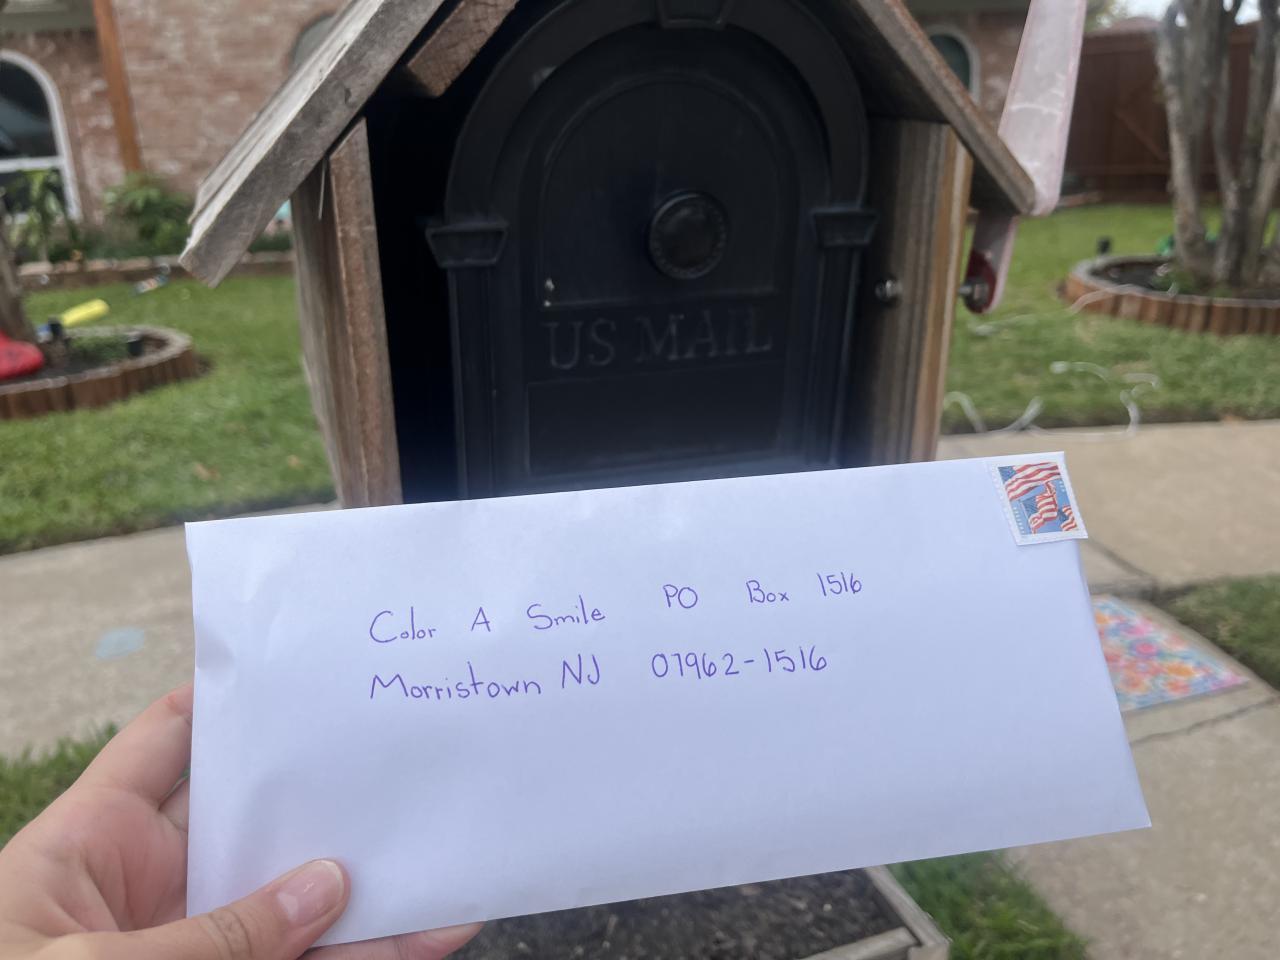 US MAIL
Color A Smile PO Box 1516
Morristown NJ 07962-1516